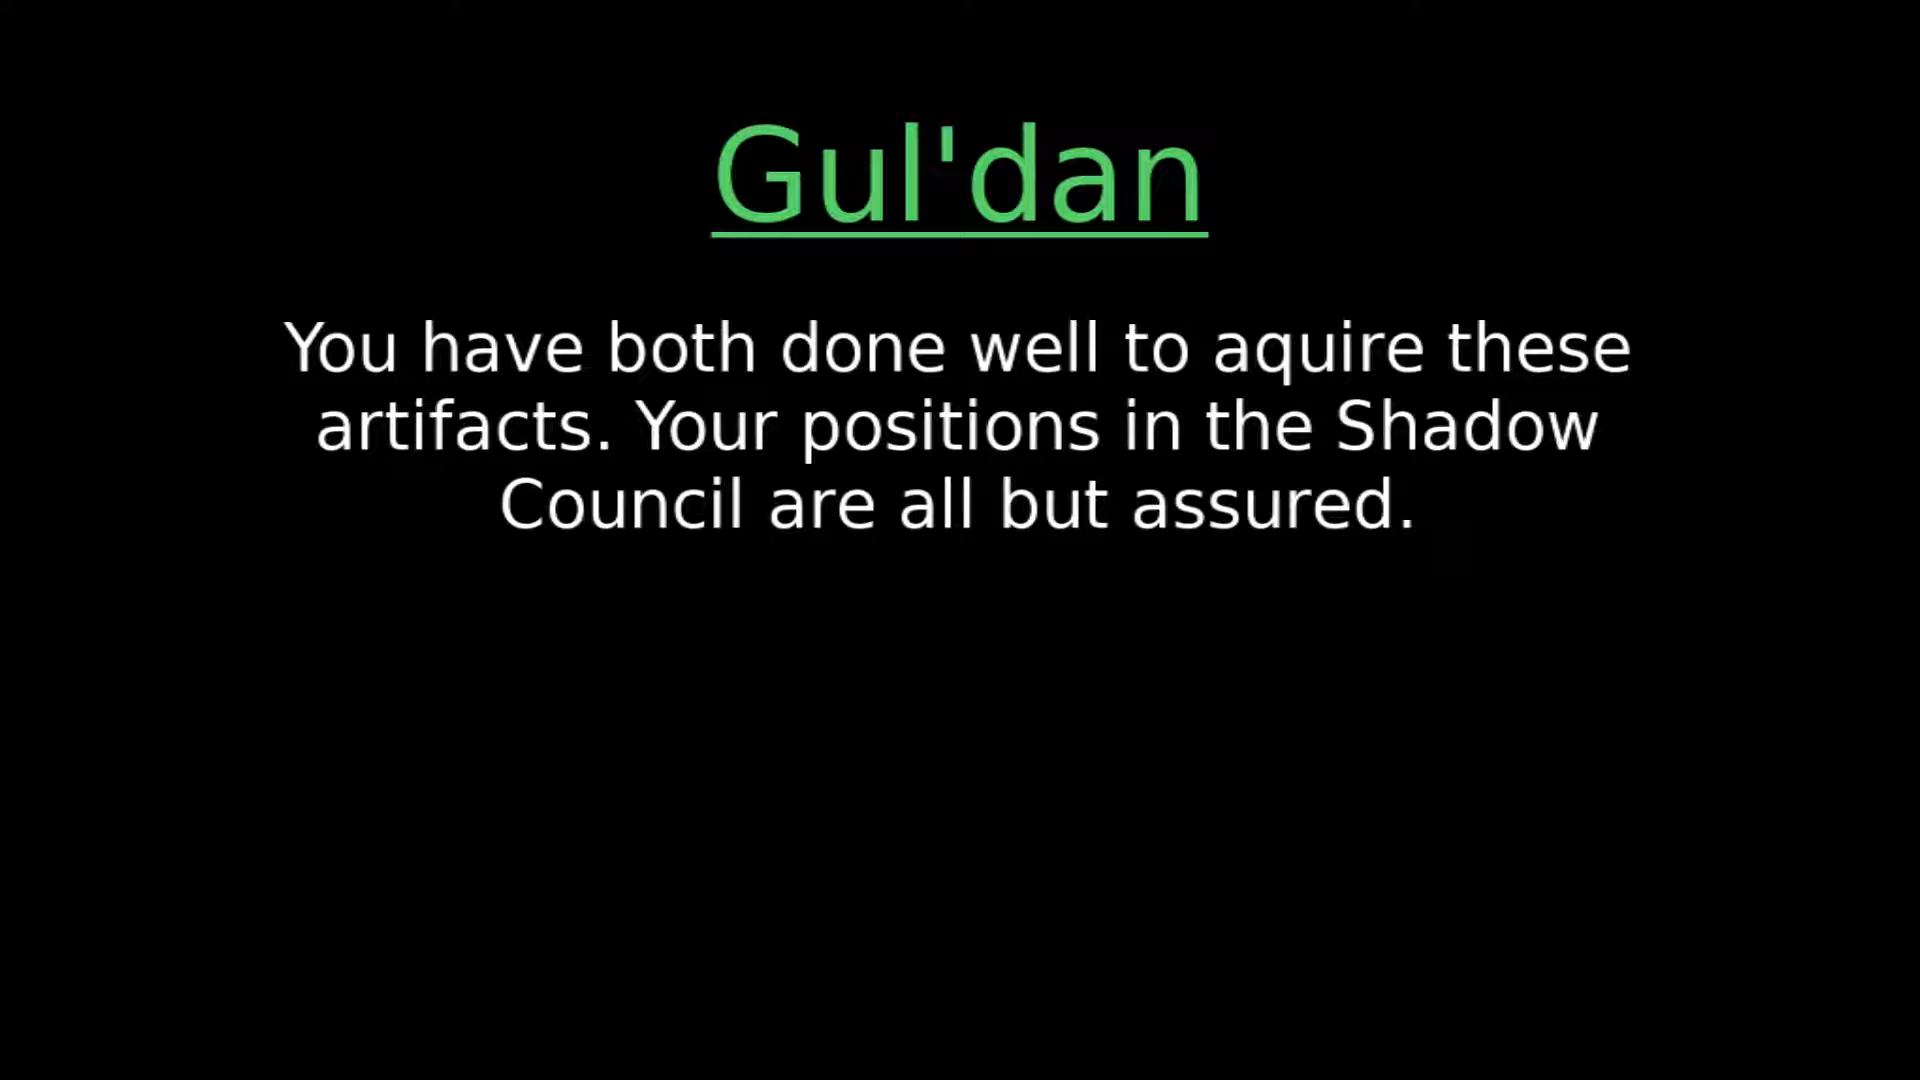 Gul'dan
You have both done well to aquire these
artifacts. Your positions in the Shadow
Council are all but assured.